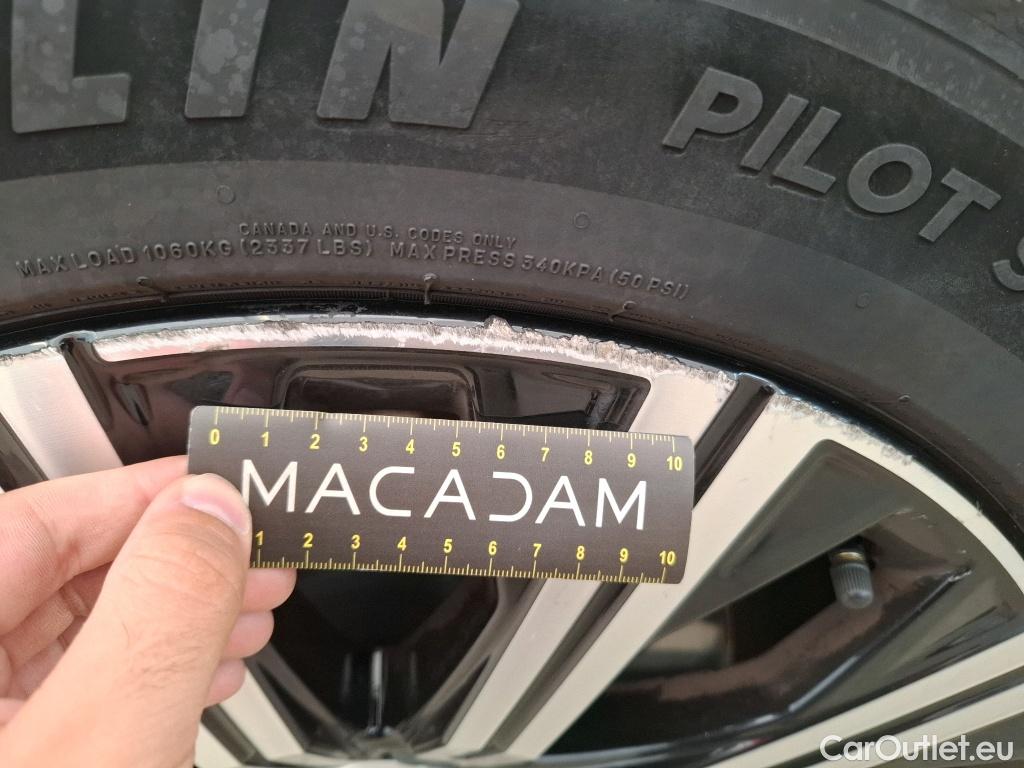 LIN
PILOT S
CANADA AND U.S. CODES ONLY
MAX LOAD 1060KG (2337 LBS) MAX PRESS 340KPA (50 PSI)
0 1 2 3 4 5 6 7 8 9 10
MACADAM
1 2 3 4 5 6 7 8 9 10
CarOutlet.eu